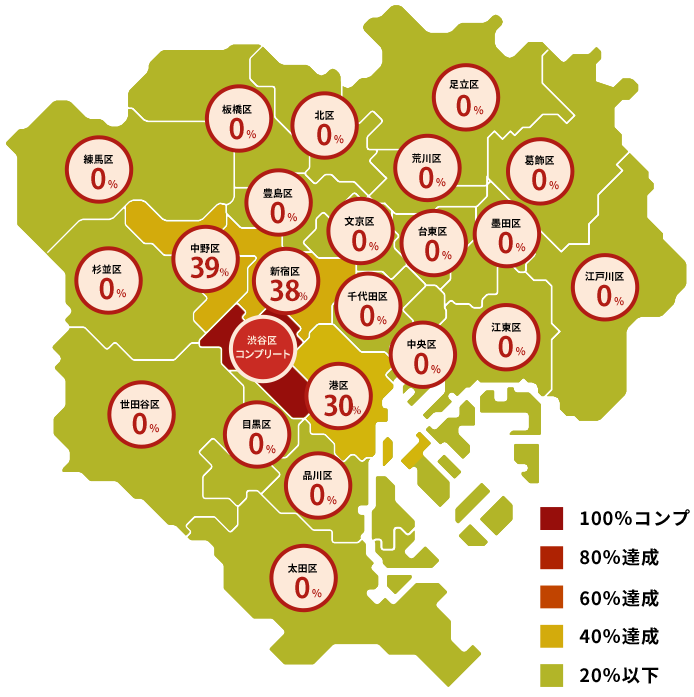 足立区
0%
板橋区
0%
北区
0%
荒川区
0%
葛飾区
0%
練馬区
0%
豊島区
0%
文京区
0%
台東区
0%
墨田区
0%
中野区
39%
新宿区
38%
杉並区
0%
千代田区
0%
江戸川区
0%
渋谷区
コンプリート
中央区
0%
江東区
0%
港区
30%
世田谷区
0%
目黒区
0%
品川区
0%
太田区
0%
100%コンプ
80%達成
60%達成
40%達成
20%以下